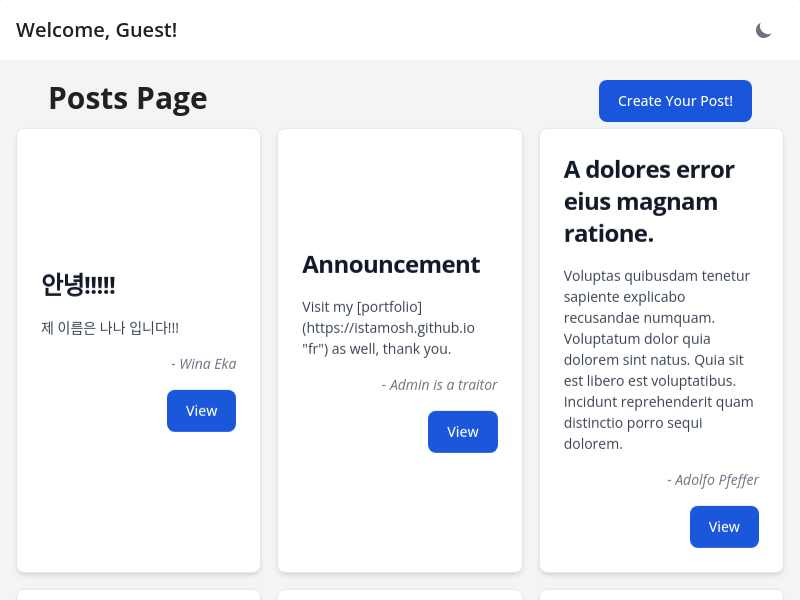 Welcome, Guest!
Posts Page
Create Your Post!
안녕!!!!!
제 이름은 나나 입니다!!!
- Wina Eka
View
Announcement
Visit my [portfolio]
(https://istamosh.github.io
"fr") as well, thank you.
- Admin is a traitor
View
A dolores error
eius magnam
ratione.
Voluptas quibusdam tenetur
sapiente explicabo
recusandae numquam.
Voluptatum dolor quia
dolorem sint natus. Quia sit
est libero est voluptatibus.
Incidunt reprehenderit quam
distinctio porro sequi
dolorem.
- Adolfo Pfeffer
View